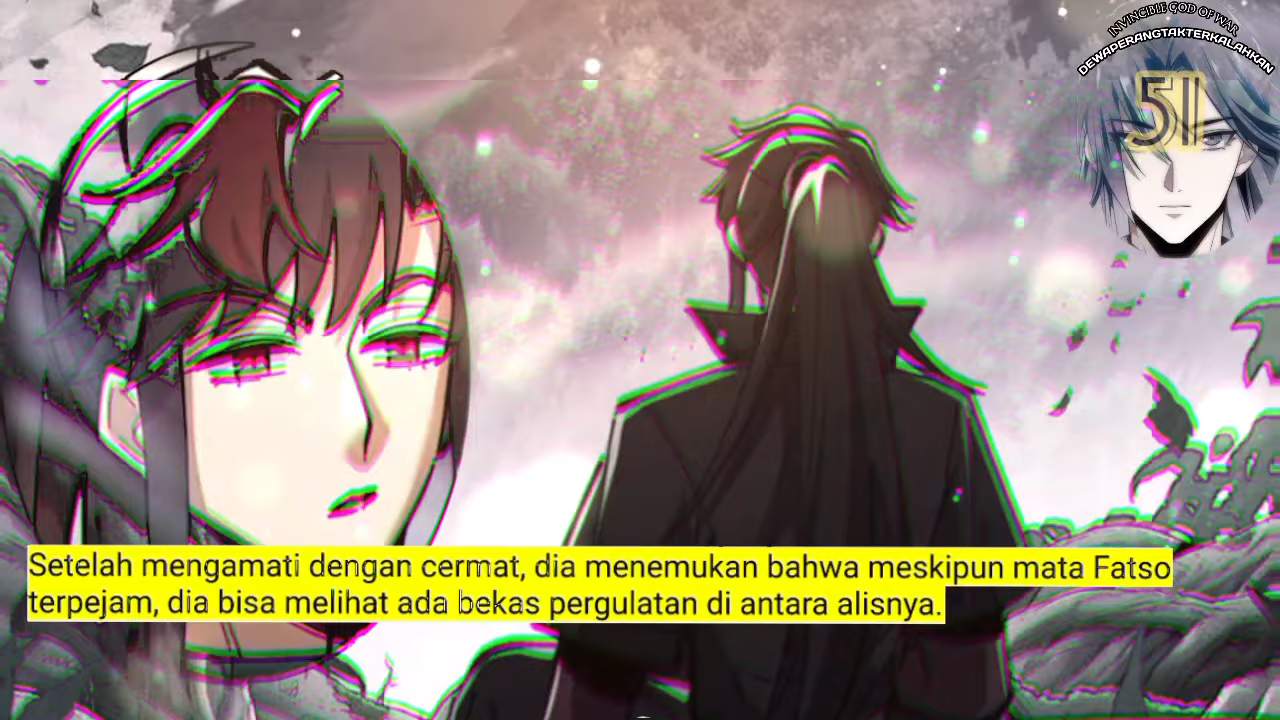 INVINCIBLE GOD OF WAR
DEWAPERANGTAKTERKALAHKAN
51
Setelah mengamati dengan cermat, dia menemukan bahwa meskipun mata Fatso
terpejam, dia bisa melihat ada bekas pergulatan di antara alisnya.